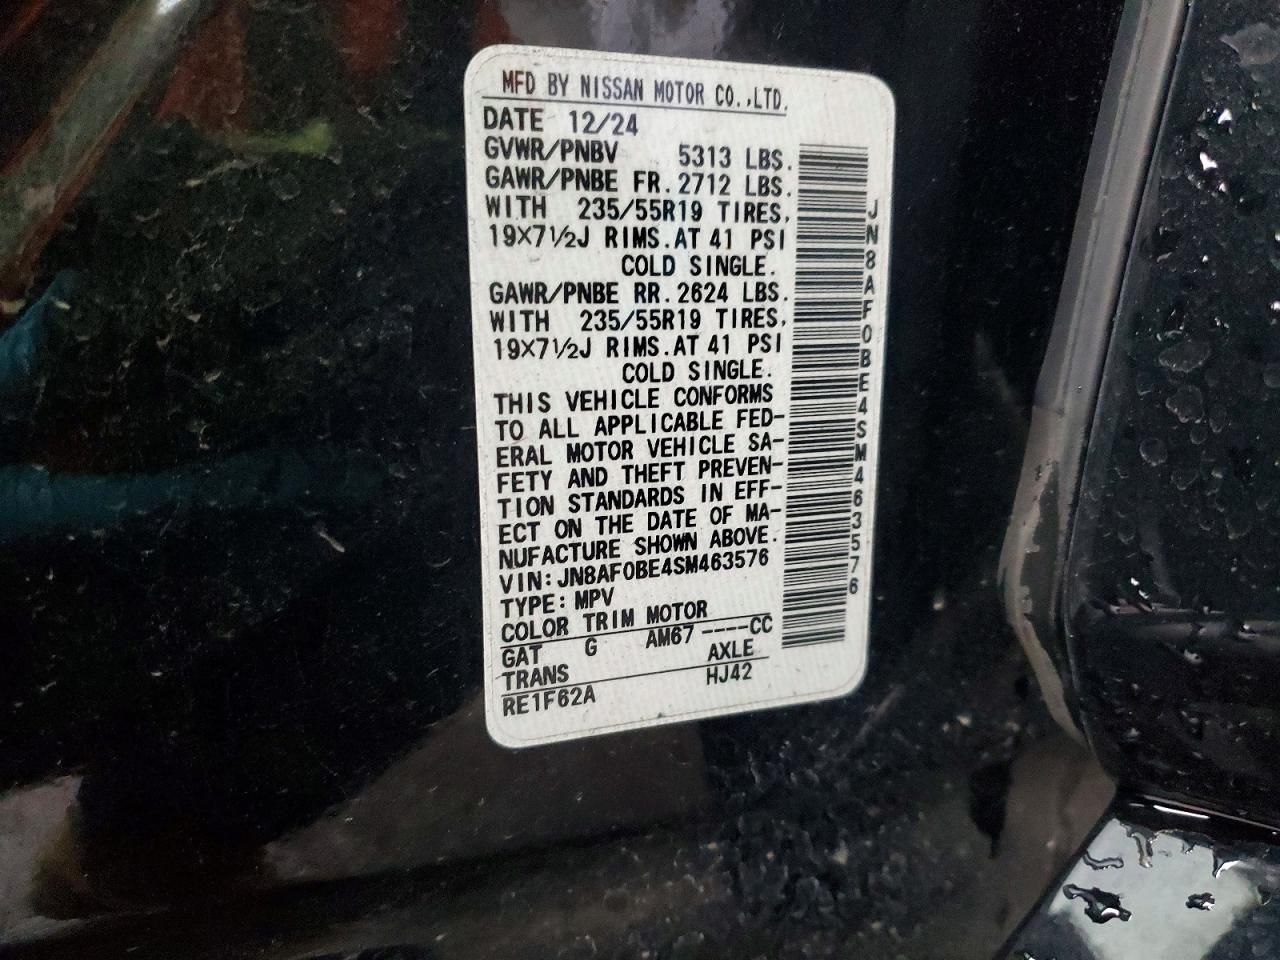 MFD BY NISSAN MOTOR CO.,LTD.
DATE 12/24
GVWR/PNBV 5313 LBS.
GAWR/PNBE FR. 2712 LBS.
WITH 235/55R19 TIRES,
19X7½J RIMS.AT 41 PSI
COLD SINGLE.
GAWR/PNBE RR. 2624 LBS.
WITH 235/55R19 TIRES,
19X7½J RIMS.AT 41 PSI
COLD SINGLE.
THIS VEHICLE CONFORMS
TO ALL APPLICABLE FED-
ERAL MOTOR VEHICLE SA-
FETY AND THEFT PREVEN-
TION STANDARDS IN EFF-
ECT ON THE DATE OF MA-
NUFACTURE SHOWN ABOVE.
VIN: JN8AF0BE4SM463576
TYPE: MPV
COLOR TRIM MOTOR
GAT G AM67 ----CC
TRANS AXLE
RE1F62A HJ42
JN8AF0BE4SM463576